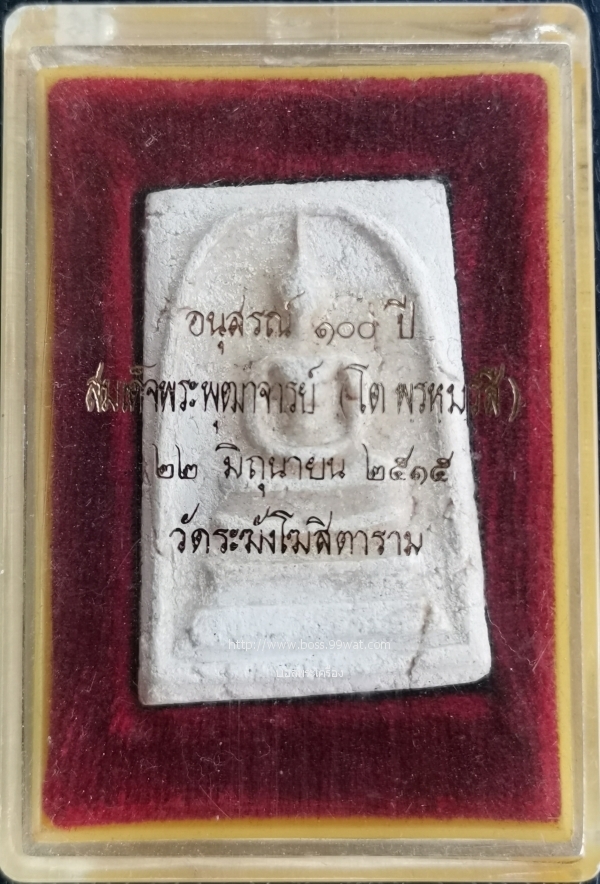 อนุสรณ์ ๑๐๐ ปี
สมเด็จพระพุฒาจารย์ (โต พรหมรังสี)
๒๒ มิถุนายน ๒๕๑๕
วัดระฆังโฆสิตาราม
http://www.boss.99wat.com